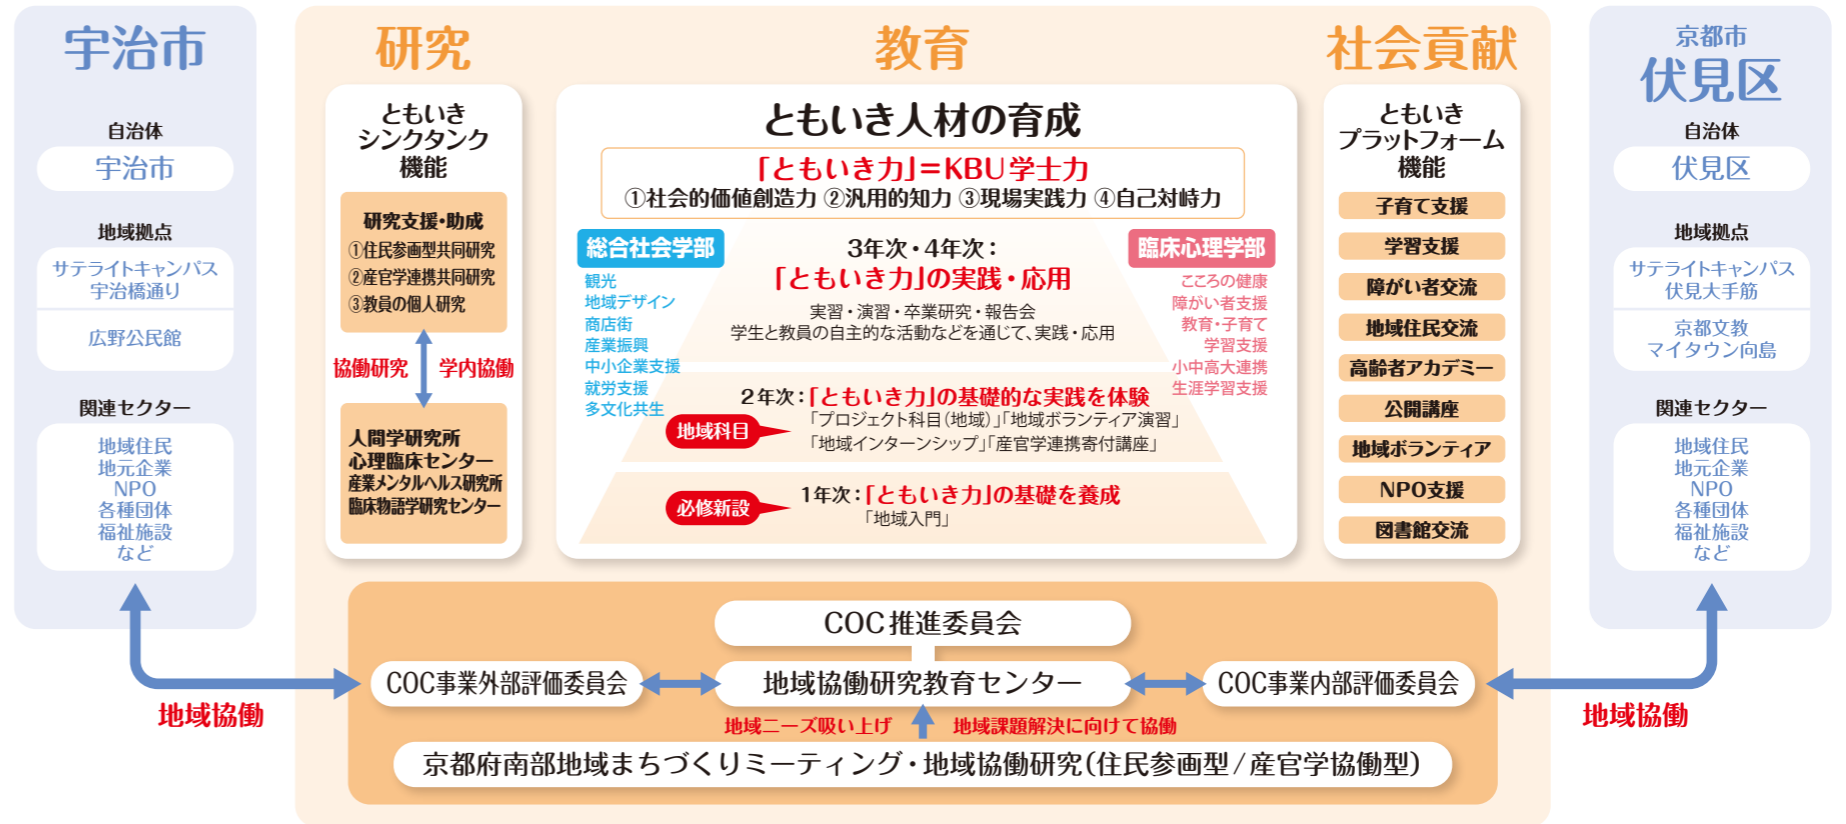 宇治市
自治体
宇治市
地域拠点
サテライトキャンパス
宇治橋通り
広野公民館
関連セクター
地域住民
地元企業
NPO
各種団体
福祉施設
など
地域協働
研究
ともいき
シンクタンク
機能
研究支援・助成
①住民参画型共同研究
②産官学連携共同研究
③教員の個人研究
協働研究
学内協働
人間学研究所
心理臨床センター
産業メンタルヘルス研究所
臨床物語学研究センター
教育
ともいき人材の育成
「ともいき力」=KBU学士力
①社会的価値創造力 ②汎用的知力 ③現場実践力 ④自己対峙力
総合社会学部
観光
地域デザイン
商店街
産業振興
中小企業支援
就労支援
多文化共生
3年次・4年次：
「ともいき力」の実践・応用
実習・演習・卒業研究・報告会
学生と教員の自主的な活動などを通じて、実践・応用
臨床心理学部
こころの健康
障がい者支援
教育・子育て
学習支援
小中高大連携
生涯学習支援
2年次：「ともいき力」の基礎的な実践を体験
地域科目
「プロジェクト科目（地域）」「地域ボランティア演習」
「地域インターンシップ」「産官学連携寄付講座」
必修新設
1年次：「ともいき力」の基礎を養成
「地域入門」
社会貢献
ともいき
プラットフォーム
機能
子育て支援
学習支援
障がい者交流
地域住民交流
高齢者アカデミー
公開講座
地域ボランティア
NPO支援
図書館交流
COC推進委員会
COC事業外部評価委員会
地域協働研究教育センター
COC事業内部評価委員会
地域ニーズ吸い上げ
地域課題解決に向けて協働
京都府南部地域まちづくりミーティング・地域協働研究（住民参画型/産官学協働型）
京都市
伏見区
自治体
伏見区
地域拠点
サテライトキャンパス
伏見大手筋
京都文教
マイタウン向島
関連セクター
地域住民
地元企業
NPO
各種団体
福祉施設
など
地域協働